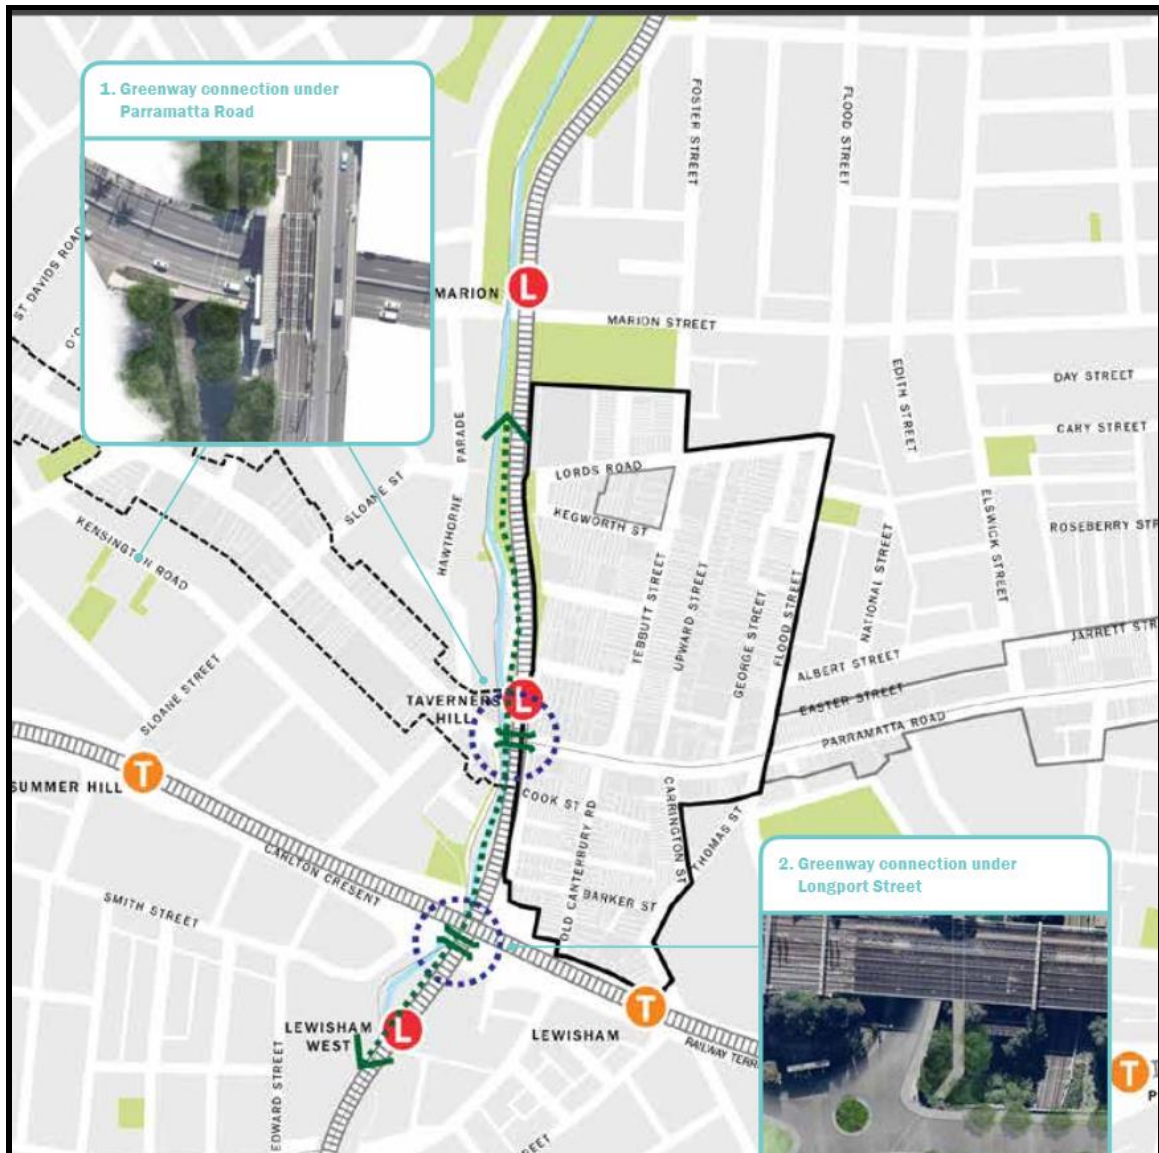 1. Greenway connection under
Parramatta Road
FOSTER STREET
FLOOD STREET
ST DAVIDS ROAD
MARION
L
MARION STREET
EDITH STREET
DAY STREET
CARY STREET
HAWTHORNE PARADE
LORDS ROAD
SLOANE ST
KEGWORTH ST
ELSWICK STREET
ROSEBERRY STR
KENSINGTON ROAD
TEBBUTT STREET
UPWARD STREET
GEORGE STREET
FLOOD STREET
NATIONAL STREET
JARRETT STR
ALBERT STREET
SLOANE STREET
TAVERNERS
HILL
L
EASTER STREET
PARRAMATTA ROAD
T
SUMMER HILL
COOK ST
CARRINGTON ST
THOMAS ST
OLD CANTERBURY RD
CARLTON CRESENT
BARKER ST
SMITH STREET
2. Greenway connection under
Longport Street
LEWISHAM
WEST
L
LEWISHAM
T
RAILWAY TERR
EDWARD STREET
T
P
REET